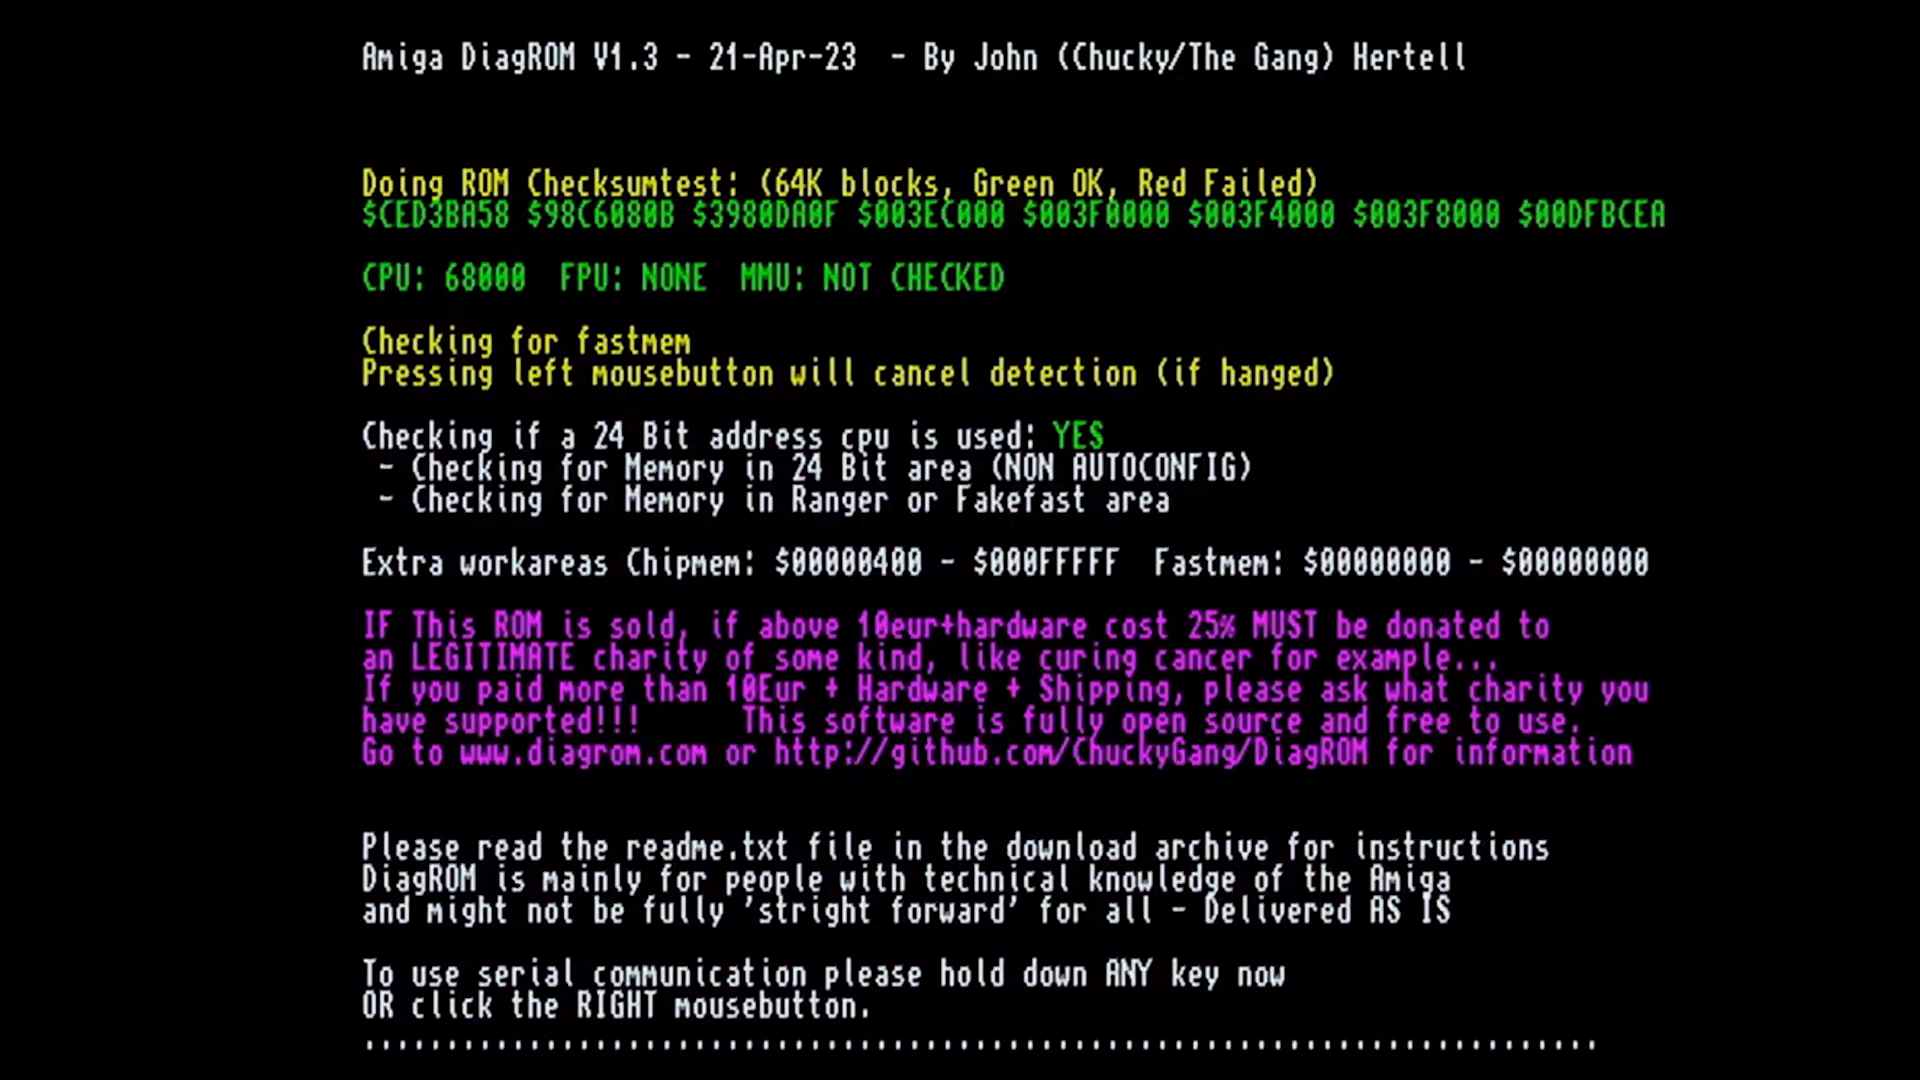 Amiga DiagROM V1.3 - 21-Apr-23  - By John (Chucky/The Gang) Hertell
Doing ROM Checksumtest: (64K blocks, Green OK, Red Failed)
$CED3BA58 $98C6080B $3980DA0F $003EC000 $003F0000 $003F4000 $003F8000 $00DFBCEA
CPU: 68000  FPU: NONE  MMU: NOT CHECKED
Checking for fastmem
Pressing left mousebutton will cancel detection (if hanged)
Checking if a 24 Bit address cpu is used: YES
 - Checking for Memory in 24 Bit area (NON AUTOCONFIG)
 - Checking for Memory in Ranger or Fakefast area
Extra workareas Chipmem: $00000400 - $000FFFFF  Fastmem: $00000000 - $00000000
IF This ROM is sold, if above 10eur+hardware cost 25% MUST be donated to
an LEGITIMATE charity of some kind, like curing cancer for example...
If you paid more than 10Eur + Hardware + Shipping, please ask what charity you
have supported!!!      This software is fully open source and free to use.
Go to www.diagrom.com or http://github.com/ChuckyGang/DiagROM for information
Please read the readme.txt file in the download archive for instructions
DiagROM is mainly for people with technical knowledge of the Amiga
and might not be fully 'stright forward' for all - Delivered AS IS
To use serial communication please hold down ANY key now
OR click the RIGHT mousebutton.
...........................................................................